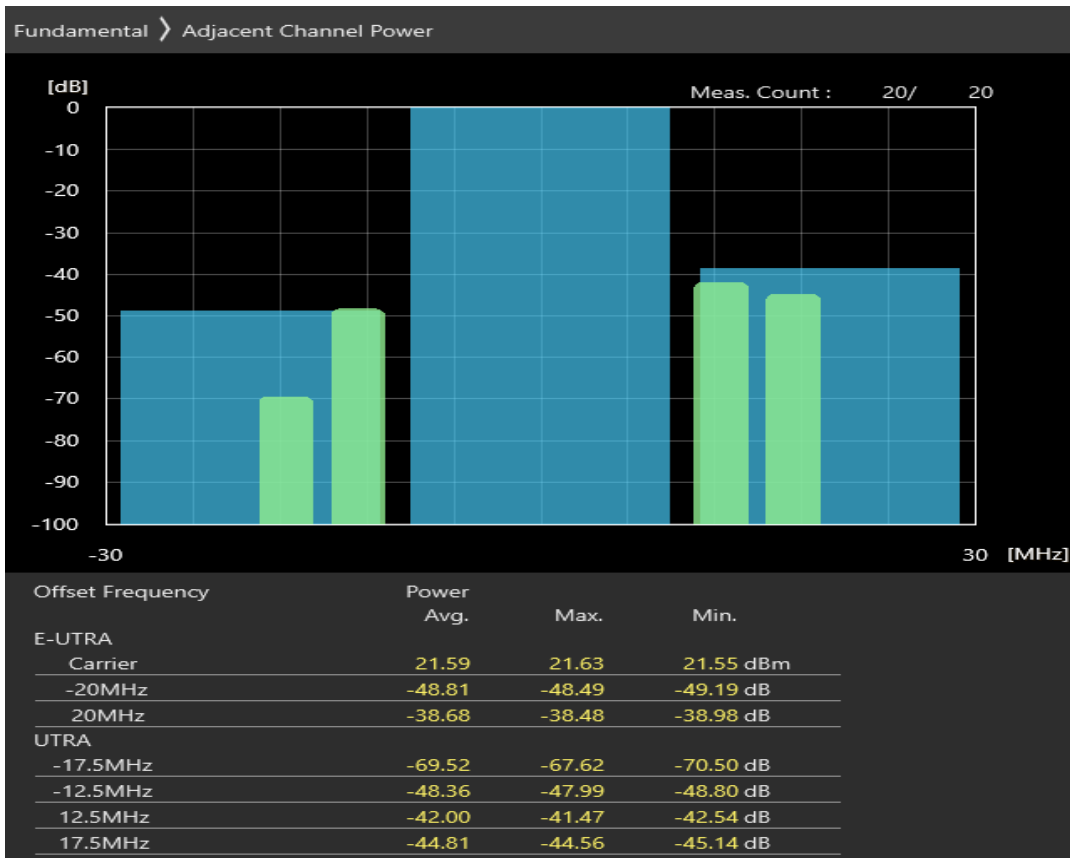 Fundamental 〉 Adjacent Channel Power
[dB]
Meas. Count : 20/ 20
0
-10
-20
-30
-40
-50
-60
-70
-80
-90
-100
-30 30 [MHz]
Offset Frequency Power
Avg. Max. Min.
E-UTRA
Carrier 21.59 21.63 21.55 dBm
-20MHz -48.81 -48.49 -49.19 dB
20MHz -38.68 -38.48 -38.98 dB
UTRA
-17.5MHz -69.52 -67.62 -70.50 dB
-12.5MHz -48.36 -47.99 -48.80 dB
12.5MHz -42.00 -41.47 -42.54 dB
17.5MHz -44.81 -44.56 -45.14 dB